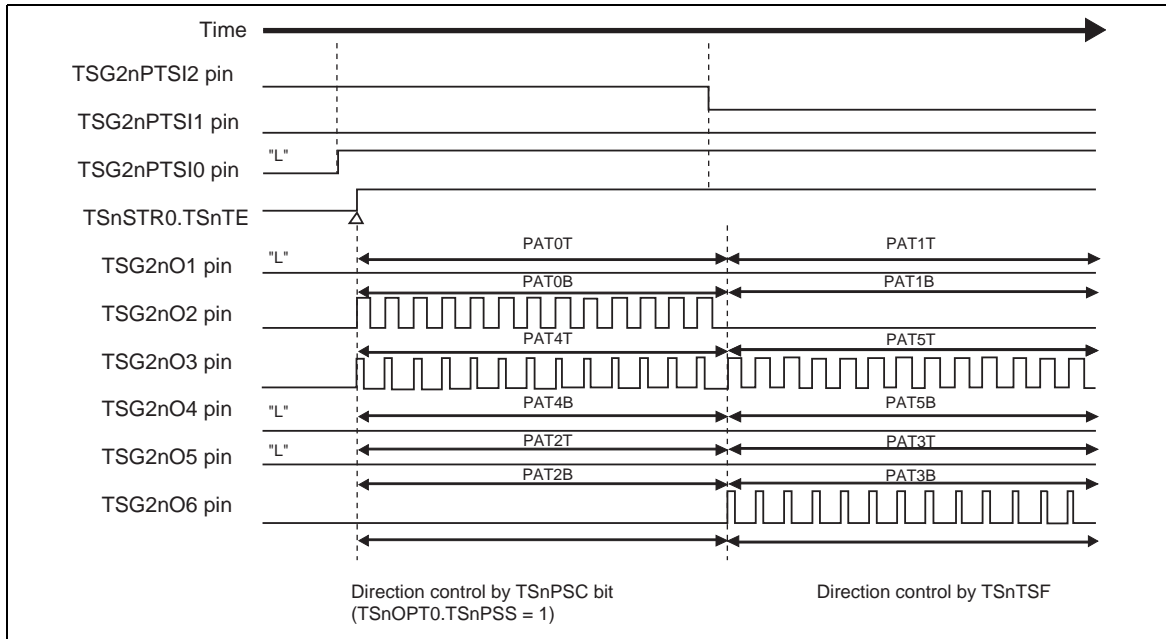 Time
TSG2nPTSI2 pin
TSG2nPTSI1 pin
TSG2nPTSI0 pin
"L"
TSnSTR0.TSnTE
PAT0T
PAT1T
TSG2nO1 pin
"L"
PAT0B
PAT1B
TSG2nO2 pin
PAT4T
PAT5T
TSG2nO3 pin
TSG2nO4 pin
"L"
PAT4B
PAT5B
TSG2nO5 pin
"L"
PAT2T
PAT3T
PAT2B
PAT3B
TSG2nO6 pin
Direction control by TSnPSC bit
(TSnOPT0.TSnPSS = 1)
Direction control by TSnTSF